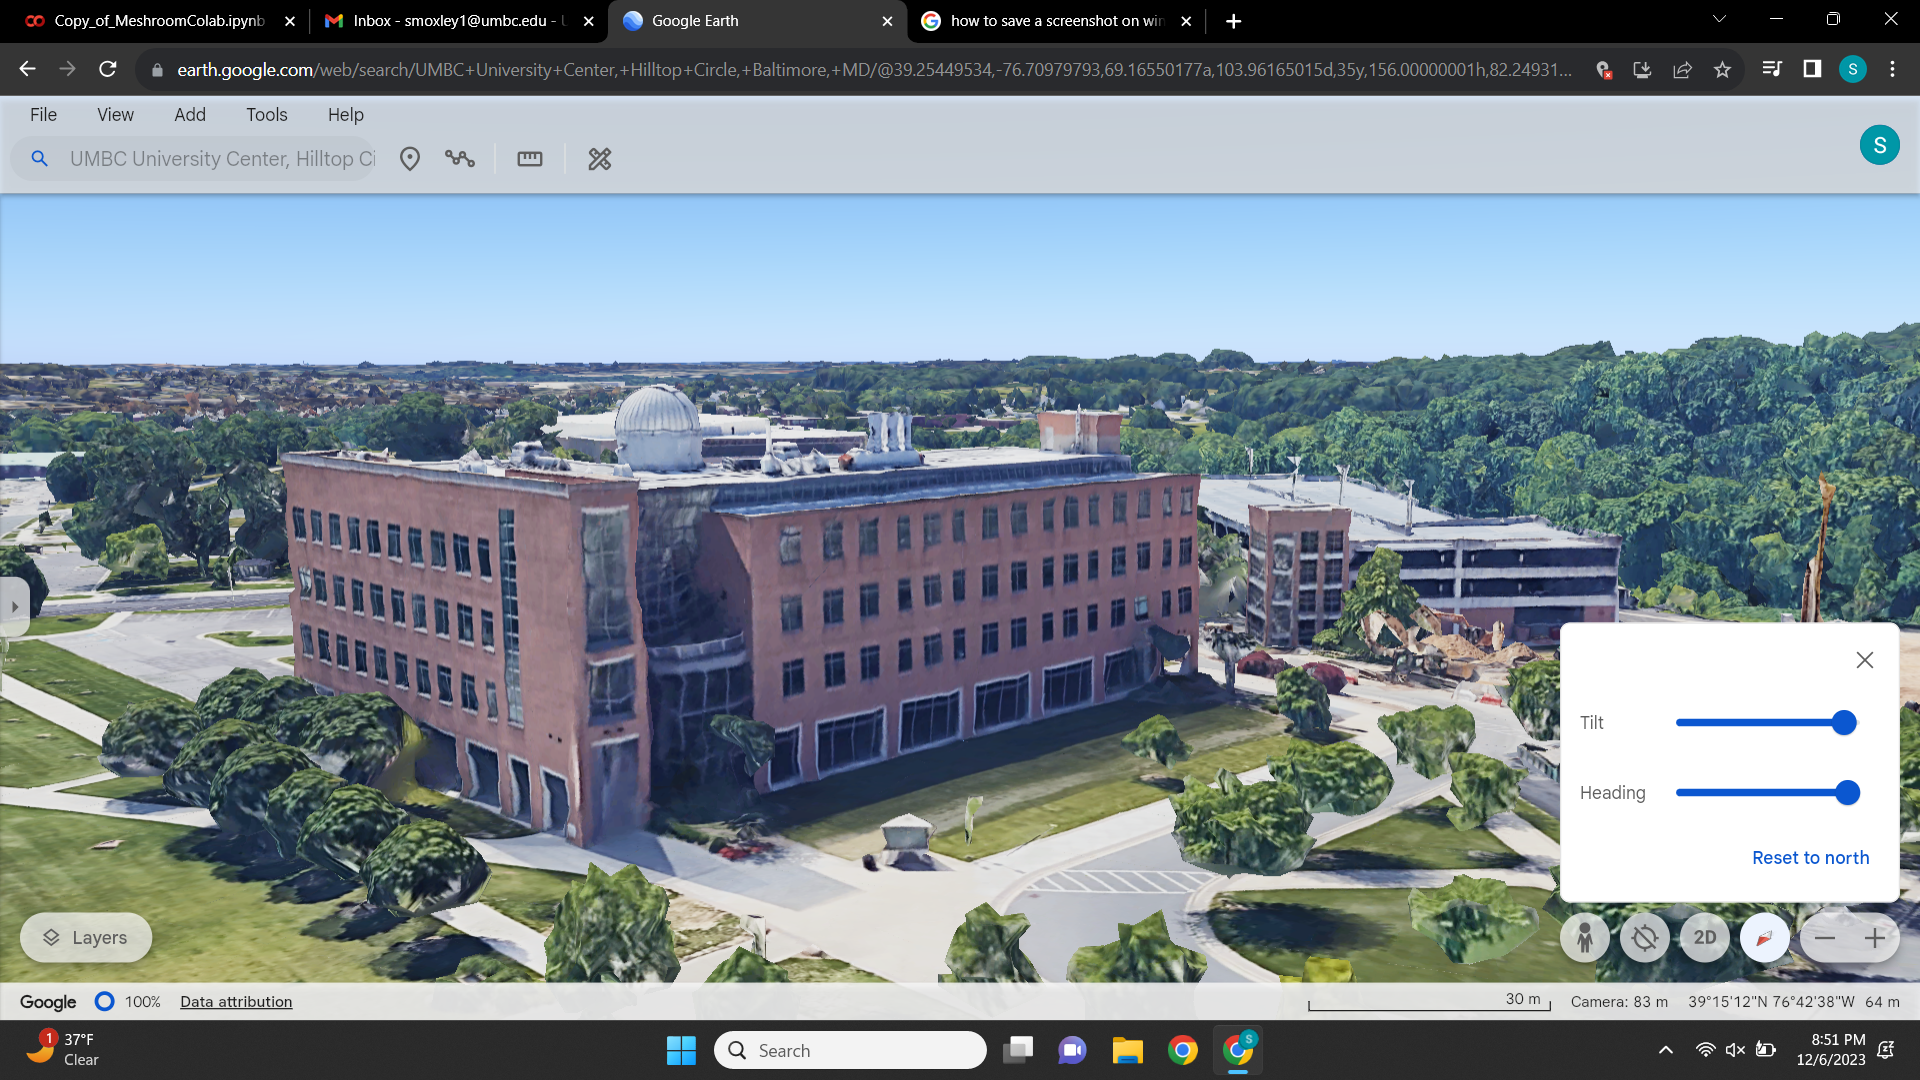 Copy_of_MeshroomColab.ipynb
Inbox - smoxley1@umbc.edu - U
Google Earth
how to save a screenshot on win
earth.google.com/web/search/UMBC+University+Center,+Hilltop+Circle,+Baltimore,+MD/@39.25449534,-76.70979793,69.16550177a,103.96165015d,35y,156.00000001h,82.24931...
S
File View Add Tools Help
UMBC University Center, Hilltop Ci
S
Tilt
Heading
Reset to north
Layers
2D
Google 100% Data attribution
30 m Camera: 83 m 39°15'12"N 76°42'38"W 64 m
1
37°F
Clear
Search
S
8:51 PM
12/6/2023